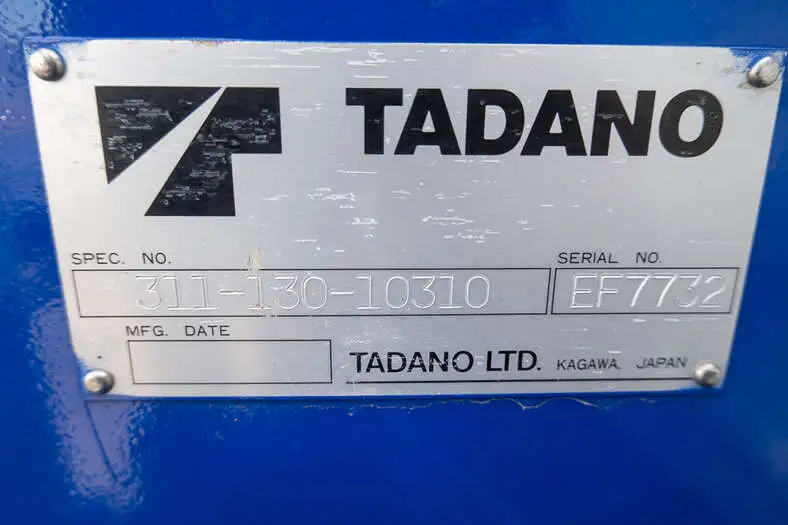 TADANO
SPEC. NO.
311-130-10310
SERIAL NO.
EF7732
MFG. DATE
TADANO LTD. KAGAWA, JAPAN